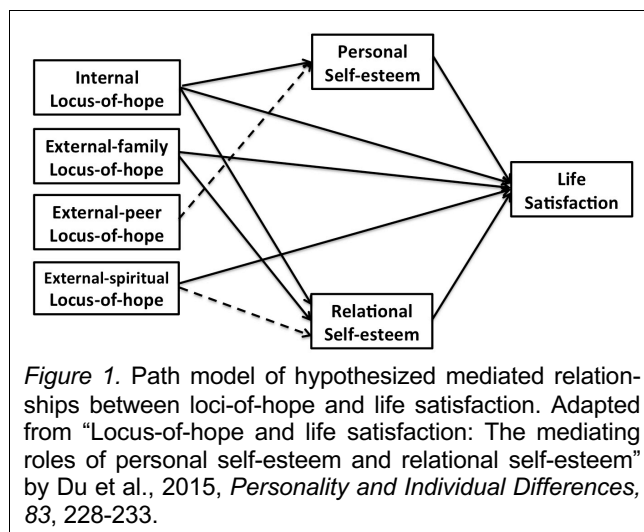 Personal
Self-esteem
Internal
Locus-of-hope
External-family
Locus-of-hope
External-peer
Locus-of-hope
External-spiritual
Locus-of-hope
Life
Satisfaction
Relational
Self-esteem
Figure 1. Path model of hypothesized mediated relation-
ships between loci-of-hope and life satisfaction. Adapted
from “Locus-of-hope and life satisfaction: The mediating
roles of personal self-esteem and relational self-esteem”
by Du et al., 2015, Personality and Individual Differences,
83, 228-233.